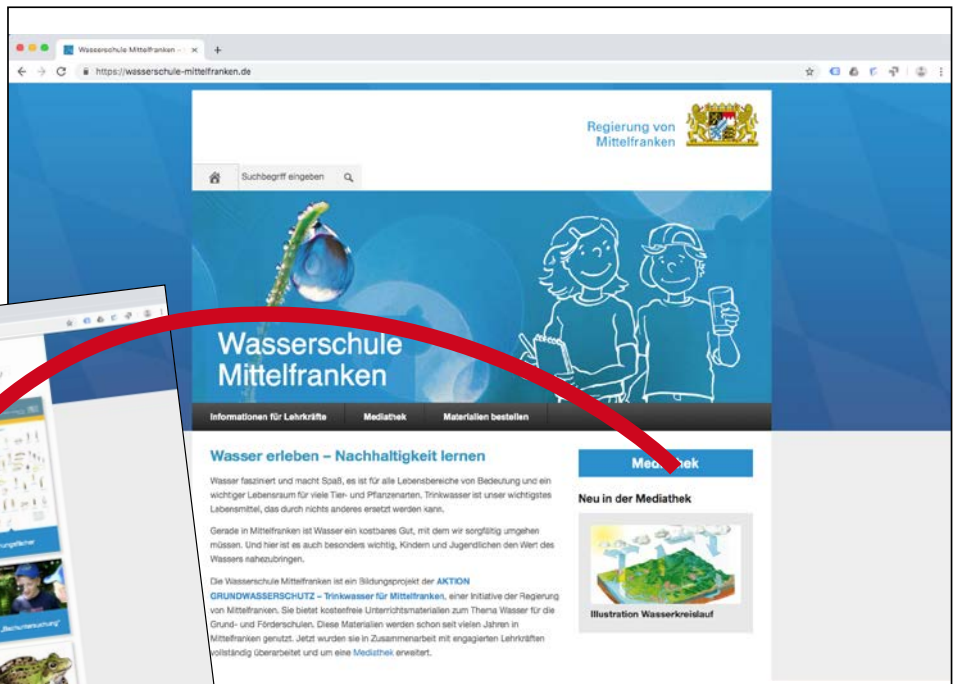 Wasserschule Mittelfranken –
https://wasserschule-mittelfranken.de
Regierung von
Mittelfranken
Suchbegriff eingeben
Wasserschule
Mittelfranken
Informationen für Lehrkräfte Mediathek Materialien bestellen
Wasser erleben – Nachhaltigkeit lernen
Wasser fasziniert und macht Spaß, es ist für alle Lebensbereiche von Bedeutung und ein
wichtiger Lebensraum für viele Tier- und Pflanzenarten. Trinkwasser ist unser wichtigstes
Lebensmittel, das durch nichts anderes ersetzt werden kann.
Gerade in Mittelfranken ist Wasser ein kostbares Gut, mit dem wir sorgfältig umgehen
müssen. Und hier ist es auch besonders wichtig, Kindern und Jugendlichen den Wert des
Wassers nahezubringen.
Die Wasserschule Mittelfranken ist ein Bildungsprojekt der AKTION
GRUNDWASSERSCHUTZ – Trinkwasser für Mittelfranken, einer Initiative der Regierung
von Mittelfranken. Sie bietet kostenfreie Unterrichtsmaterialien zum Thema Wasser für die
Grund- und Förderschulen. Diese Materialien werden schon seit vielen Jahren in
Mittelfranken genutzt. Jetzt wurden sie in Zusammenarbeit mit engagierten Lehrkräften
vollständig überarbeitet und um eine Mediathek erweitert.
Mediathek
Neu in der Mediathek
Illustration Wasserkreislauf